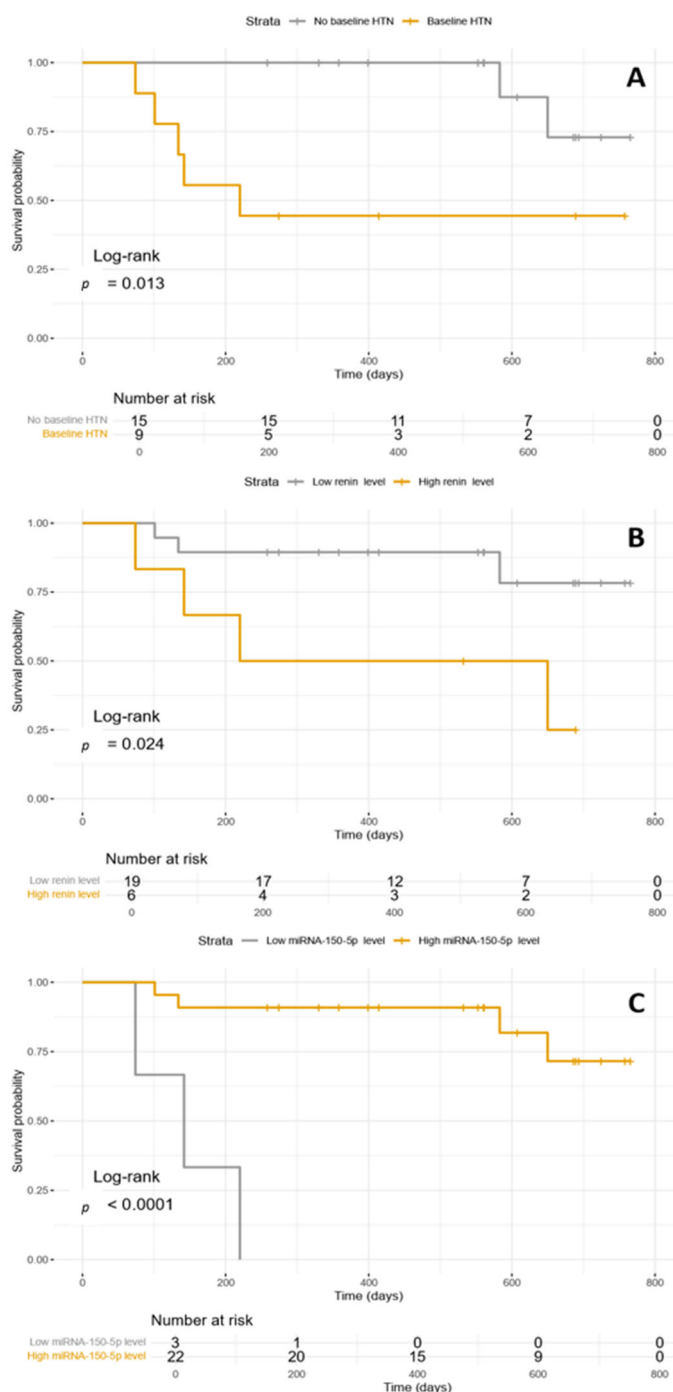 Strata No baseline HTN Baseline HTN
A
1.00
0.75
0.50
0.25
0.00
Survival probability
Log-rank
p = 0.013
0 200 400 600 800
Time (days)
Number at risk
No baseline HTN 15 15 11 7 0
Baseline HTN 9 5 3 2 0
0 200 400 600 800
Strata Low renin level High renin level
B
1.00
0.75
0.50
0.25
0.00
Survival probability
Log-rank
p = 0.024
0 200 400 600 800
Time (days)
Number at risk
Low renin level 19 17 12 7 0
High renin level 6 4 3 2 0
0 200 400 600 800
Strata Low miRNA-150-5p level High miRNA-150-5p level
C
1.00
0.75
0.50
0.25
0.00
Survival probability
Log-rank
p < 0.0001
0 200 400 600 800
Time (days)
Number at risk
Low miRNA-150-5p level 3 1 0 0 0
High miRNA-150-5p level 22 20 15 9 0
0 200 400 600 800
Time (days)